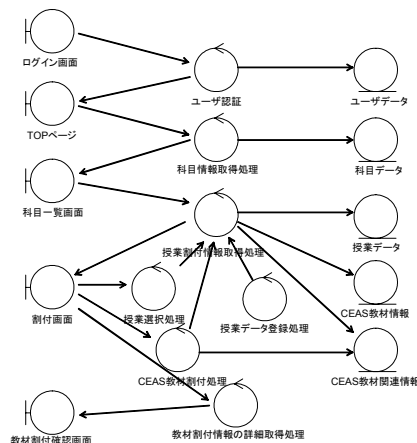 ログイン画面
ユーザ認証
ユーザデータ
TOPページ
科目情報取得処理
科目データ
科目一覧画面
授業割付情報取得処理
授業データ
割付画面
授業選択処理
授業データ登録処理
CEAS教材情報
CEAS教材割付処理
CEAS教材関連情報
教材割付確認画面
教材割付情報の詳細取得処理